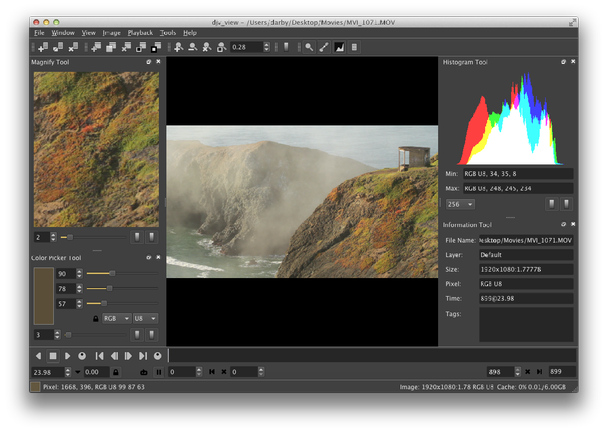 djv_view ~ /Users/darby/Desktop/Movies/MVI_1071.MOV
File Window View Image Playback Tools Help
0.28
Magnify Tool
2
Color Picker Tool
90
78
57
RGB U8
3
Histogram Tool
Min: RGB U8, 34, 35, 8
Max: RGB U8, 248, 245, 234
256
Information Tool
File Name: /Desktop/Movies/MVI_1071.MOV
Layer: Default
Size: 1920x1080:1.77778
Pixel: RGB U8
Time: 899@23.98
Tags:
23.98 0.00 0 0 898 899
Pixel: 1668, 396, RGB U8 99 87 63 Image: 1920x1080:1.78 RGB U8 Cache: 0% 0.01/6.00GB